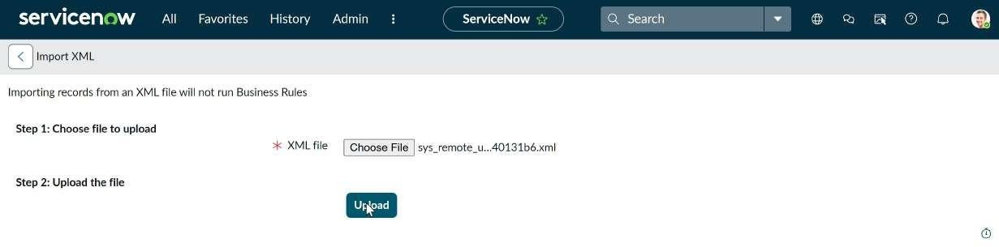 servicenow All Favorites History Admin ServiceNow Search
Import XML
Importing records from an XML file will not run Business Rules
Step 1: Choose file to upload
XML file Choose File sys_remote_u...40131b6.xml
Step 2: Upload the file
Upload